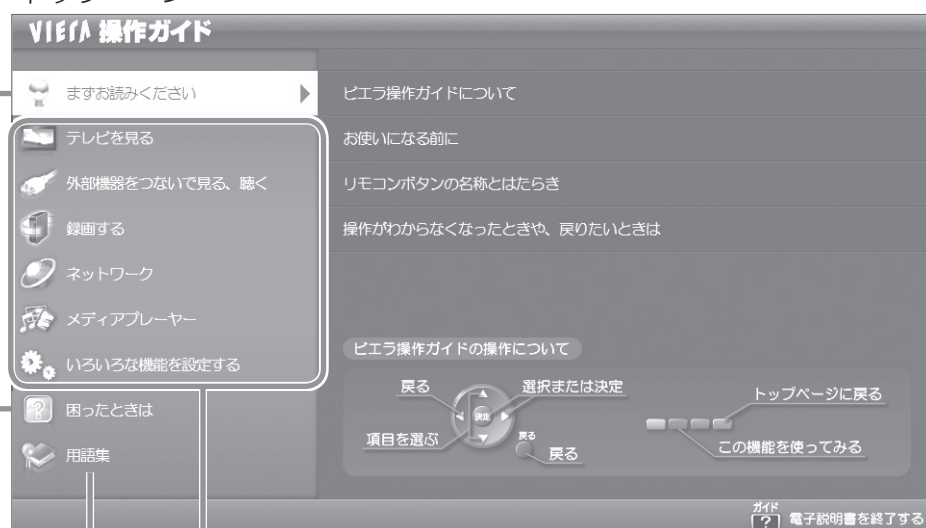 トップページ
VIErA 操作ガイド
まずお読みください
テレビを見る
外部機器をつないで見る、聴く
録画する
ネットワーク
メディアプレーヤー
いろいろな機能を設定する
困ったときは
用語集
ビエラ操作ガイドについて
お使いになる前に
リモコンボタンの名称とはたらき
操作がわからなくなったときや、戻りたいときは
ビエラ操作ガイドの操作について
戻る
選択または決定
決定
項目を選ぶ
戻る
戻る
トップページに戻る
この機能を使ってみる
ガイド
? 電子説明書を終了する